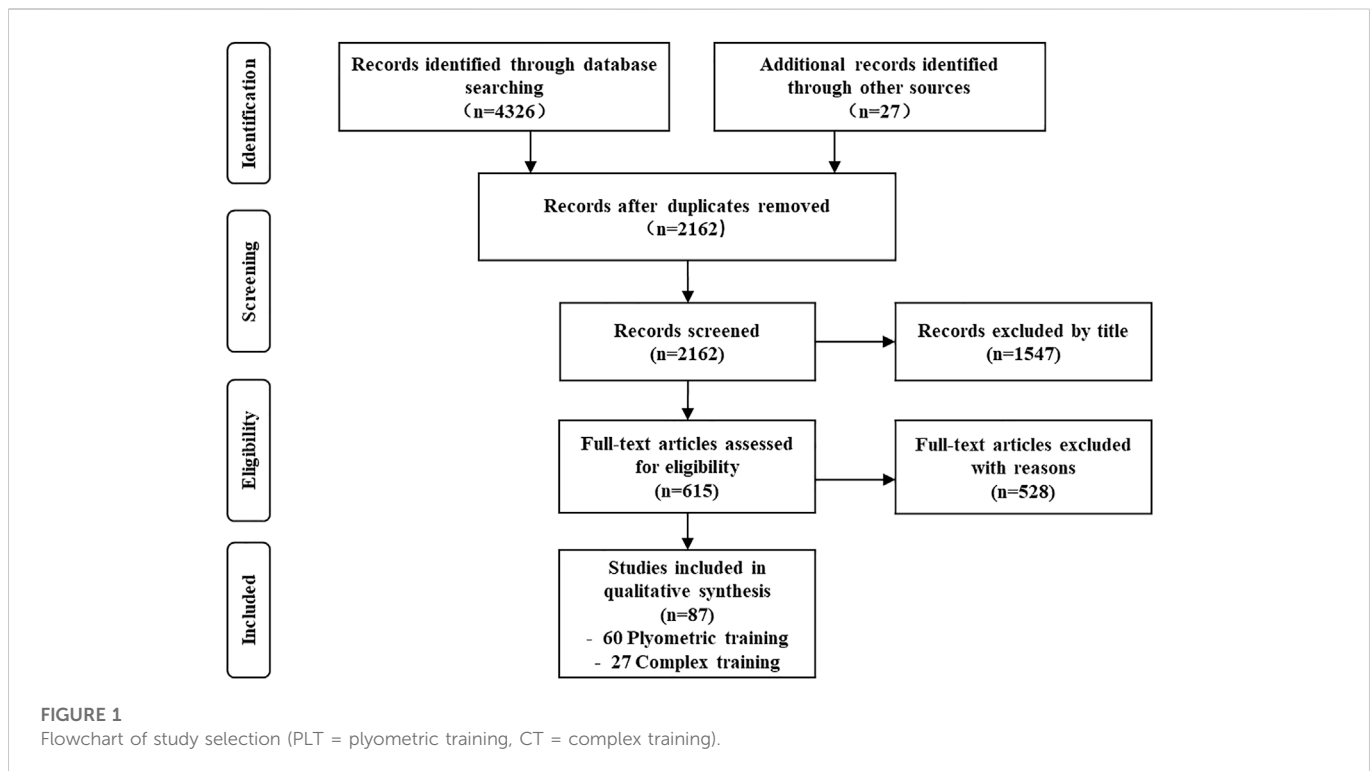 Identification
Records identified through database
searching
（n=4326）
Additional records identified
through other sources
（n=27）
Screening
Records after duplicates removed
（n=2162)
Records screened
(n=2162)
Records excluded by title
(n=1547)
Eligibility
Full-text articles assessed
for eligibility
(n=615)
Full-text articles excluded
with reasons
(n=528)
Included
Studies included in
qualitative synthesis
(n=87)
- 60 Plyometric training
- 27 Complex training
FIGURE 1
Flowchart of study selection (PLT = plyometric training, CT = complex training).